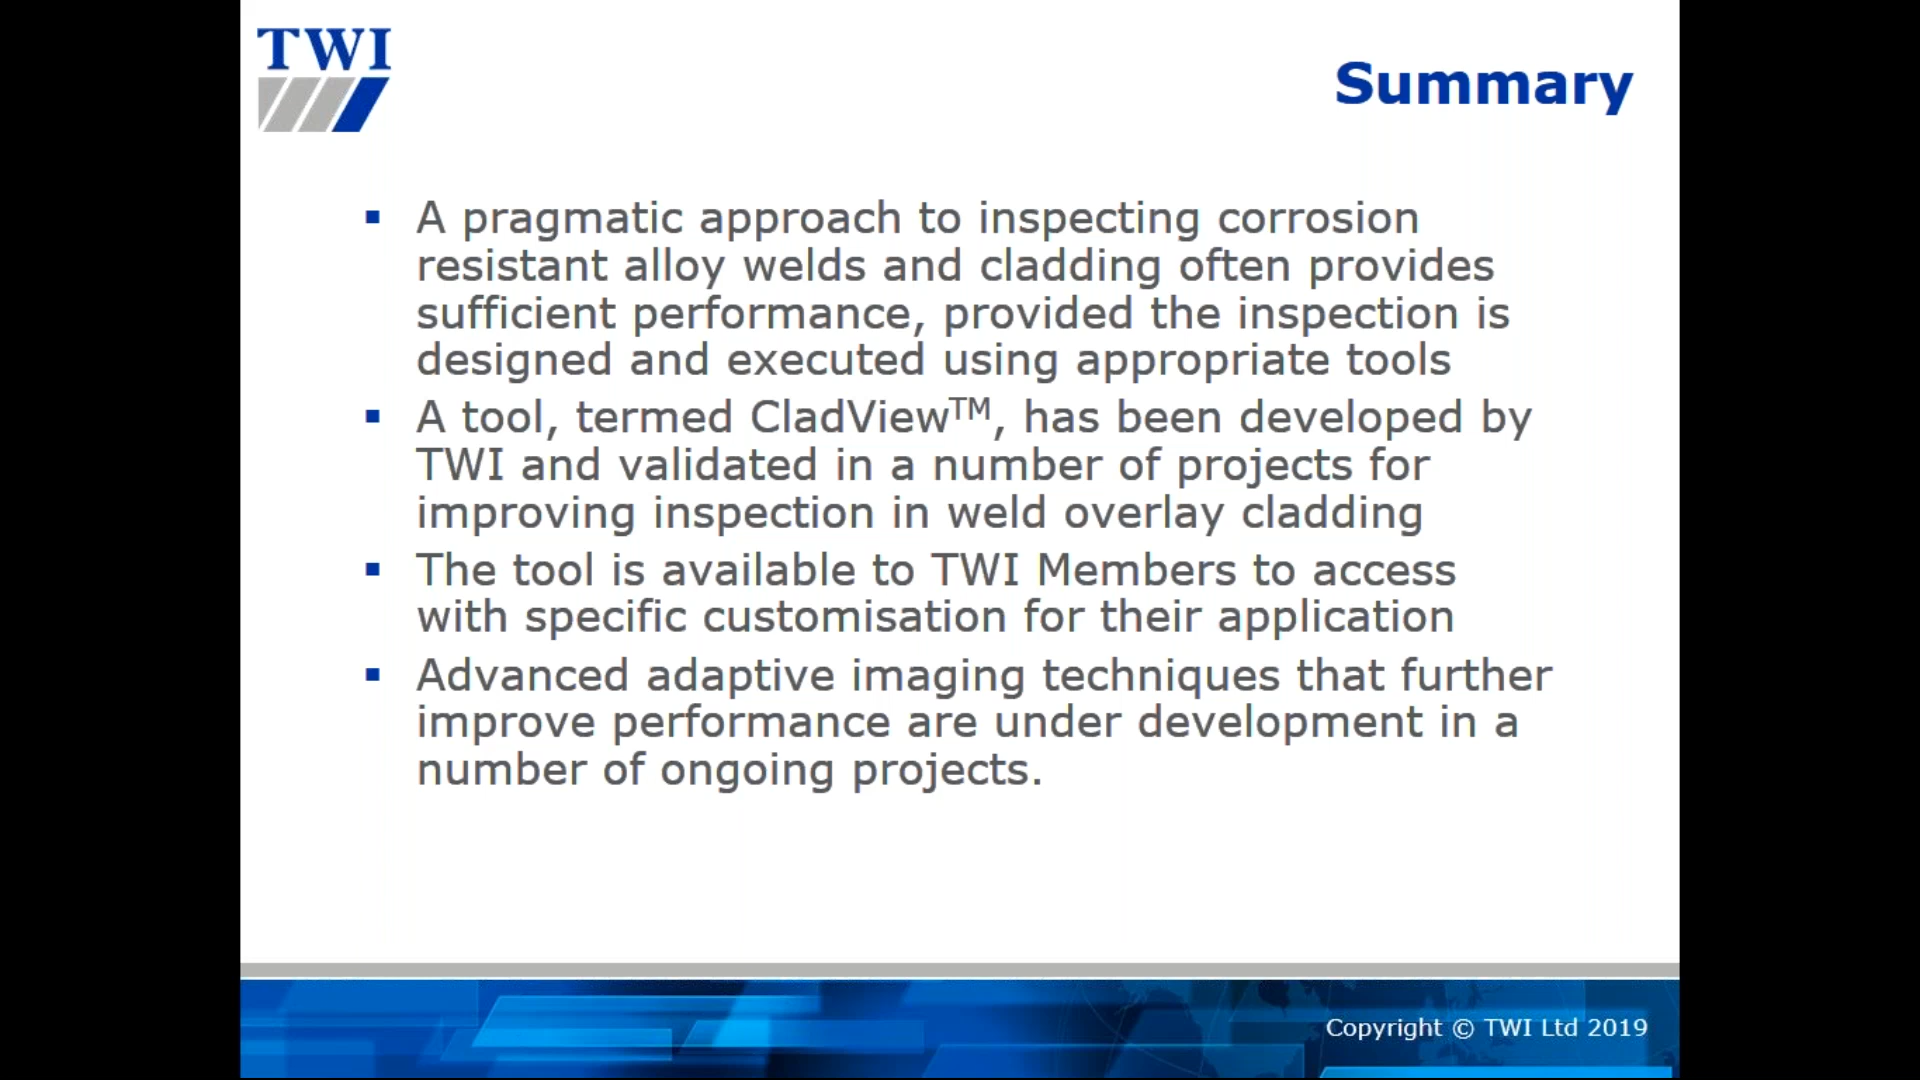 TWI
Summary
▪ A pragmatic approach to inspecting corrosion
resistant alloy welds and cladding often provides
sufficient performance, provided the inspection is
designed and executed using appropriate tools
▪ A tool, termed CladView™, has been developed by
TWI and validated in a number of projects for
improving inspection in weld overlay cladding
▪ The tool is available to TWI Members to access
with specific customisation for their application
▪ Advanced adaptive imaging techniques that further
improve performance are under development in a
number of ongoing projects.
Copyright © TWI Ltd 2019